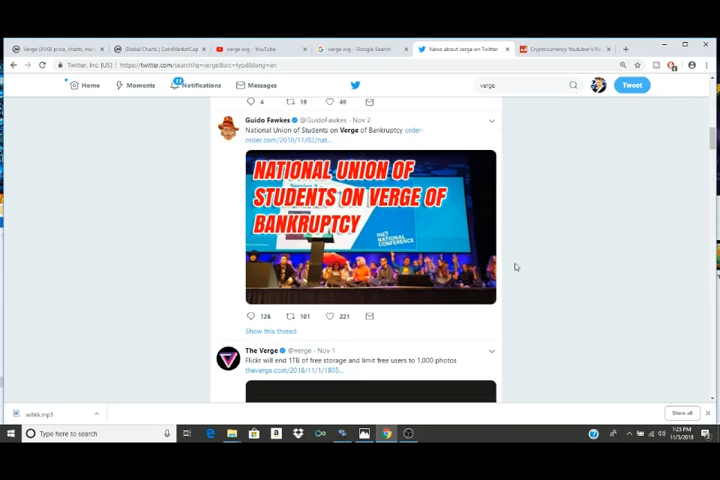 Verge (XVG) price, charts, mar
Global Charts | CoinMarketCap
verge xvg - YouTube
verge xvg - Google Search
News about verge on Twitter
Cryptocurrency Youtuber's Po
Twitter, Inc. [US]
https://twitter.com/search?q=verge&src=typd&lang=en
Home
Moments
11
Notifications
Messages
verge
Tweet
4
19
49
Guido Fawkes @GuidoFawkes · Nov 2
National Union of Students on Verge of Bankruptcy order-
order.com/2018/11/02/nat...
NATIONAL UNION OF
STUDENTS ON VERGE OF
BANKRUPTCY
NATIONAL
CONFERENCE
126
101
221
Show this thread
The Verge @verge · Nov 1
Flickr will end 1TB of free storage and limit free users to 1,000 photos
theverge.com/2018/11/1/1805...
Show all
Type here to search
1:25 PM
11/3/2018